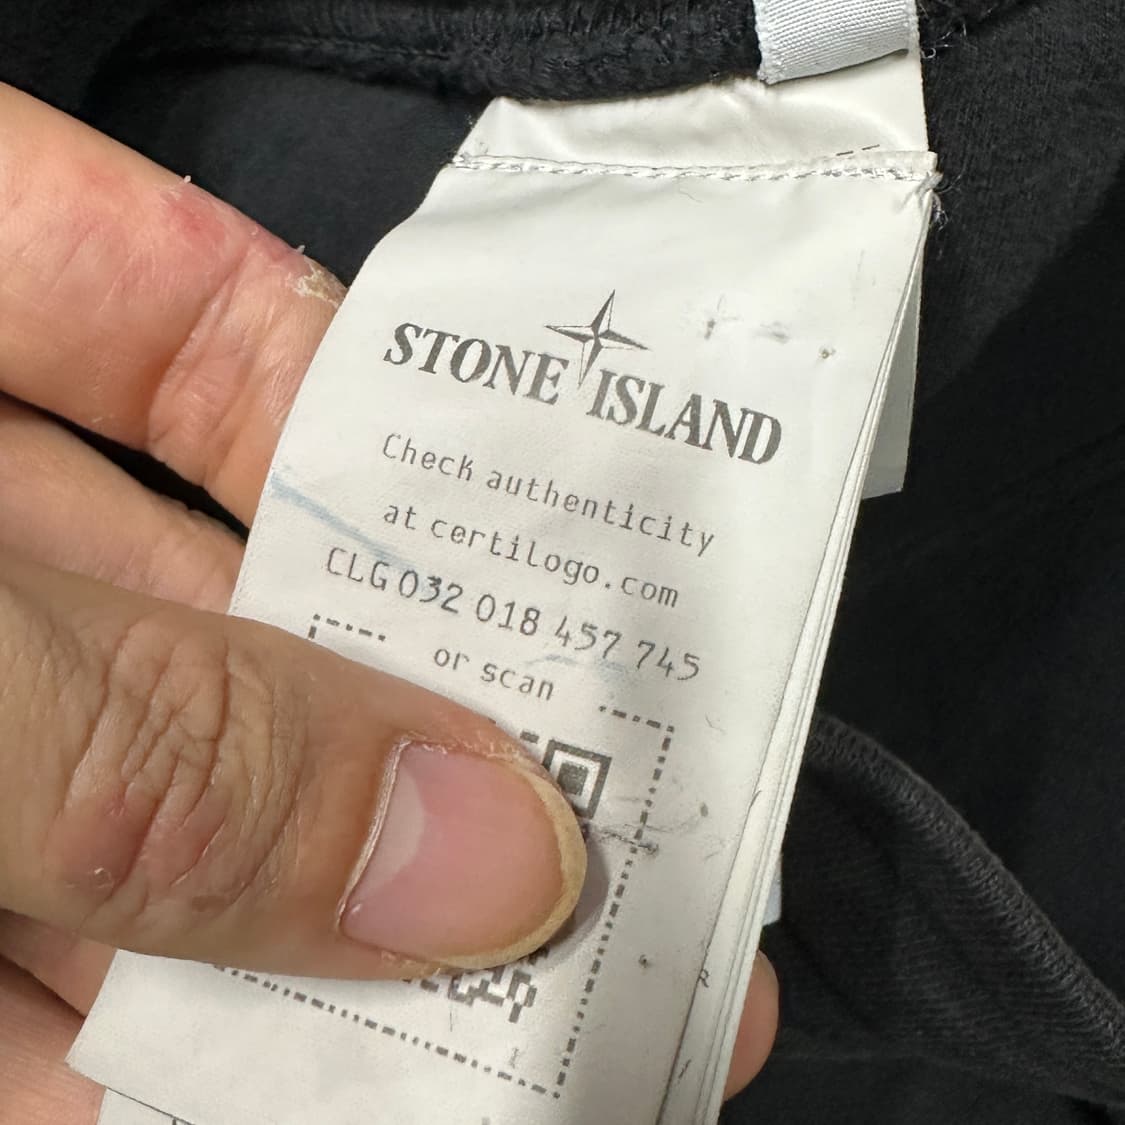 STONE ISLAND
Check authenticity
at certilogo.com
CLG 032 018 457 745
or scan